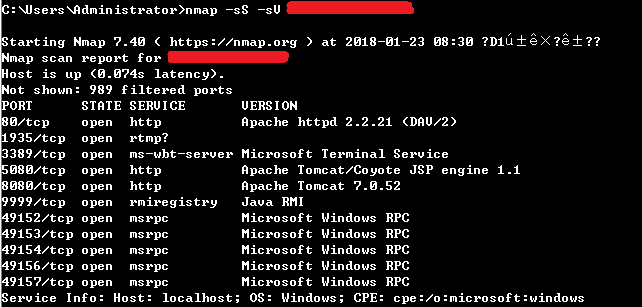 C:\Users\Administrator>nmap -sS -sV
Starting Nmap 7.40 ( https://nmap.org ) at 2018-01-23 08:30 ?D1ú±ê×?ê±??
Nmap scan report for
Host is up (0.074s latency).
Not shown: 989 filtered ports
PORT STATE SERVICE VERSION
80/tcp open http Apache httpd 2.2.21 (DAV/2)
1935/tcp open rtmp?
3389/tcp open ms-wbt-server Microsoft Terminal Service
5080/tcp open http Apache Tomcat/Coyote JSP engine 1.1
8080/tcp open http Apache Tomcat 7.0.52
9999/tcp open rmiregistry Java RMI
49152/tcp open msrpc Microsoft Windows RPC
49153/tcp open msrpc Microsoft Windows RPC
49154/tcp open msrpc Microsoft Windows RPC
49156/tcp open msrpc Microsoft Windows RPC
49157/tcp open msrpc Microsoft Windows RPC
Service Info: Host: localhost; OS: Windows; CPE: cpe:/o:microsoft:windows